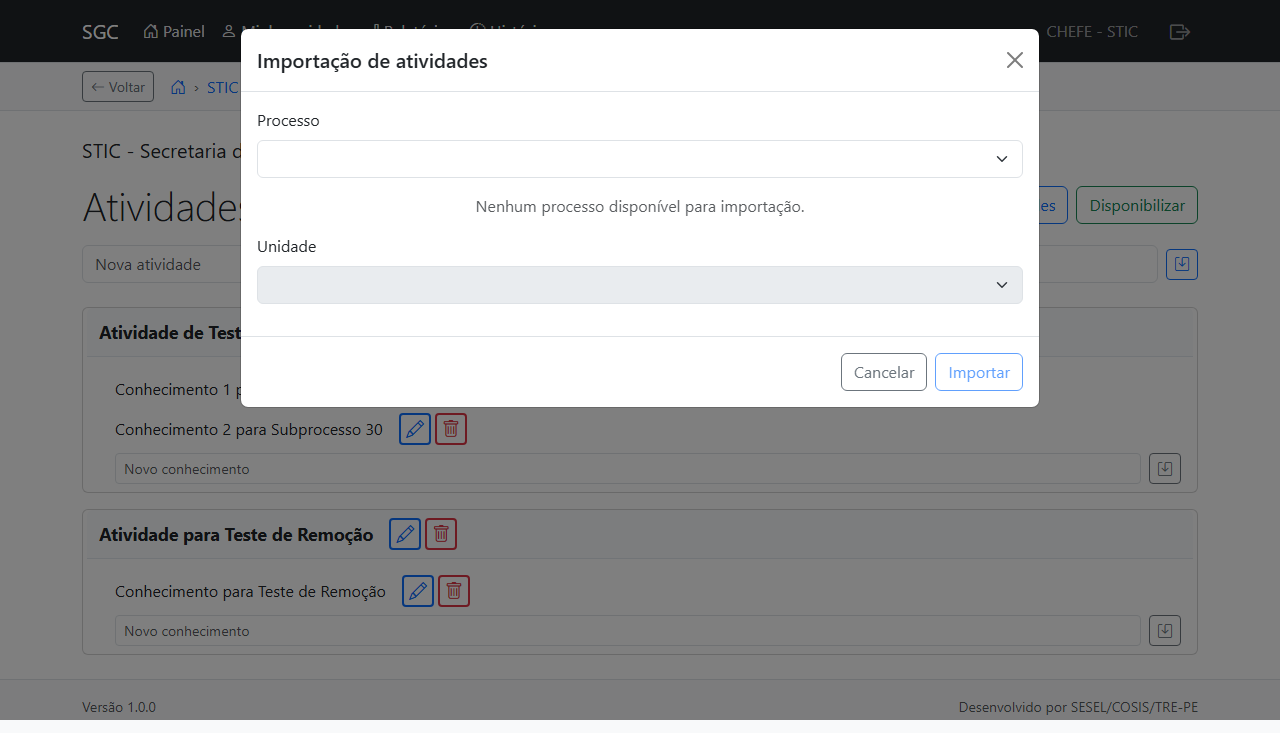 SGC
Painel
CHEFE - STIC
Importação de atividades
Voltar
›
STIC
Processo
STIC - Secretaria
Nenhum processo disponível para importação.
Atividades
Disponibilizar
Unidade
Nova atividade
Atividade de Test
Conhecimento 1
Cancelar
Importar
Conhecimento 2 para Subprocesso 30
Novo conhecimento
Atividade para Teste de Remoção
Conhecimento para Teste de Remoção
Novo conhecimento
Versão 1.0.0
Desenvolvido por SESEL/COSIS/TRE-PE